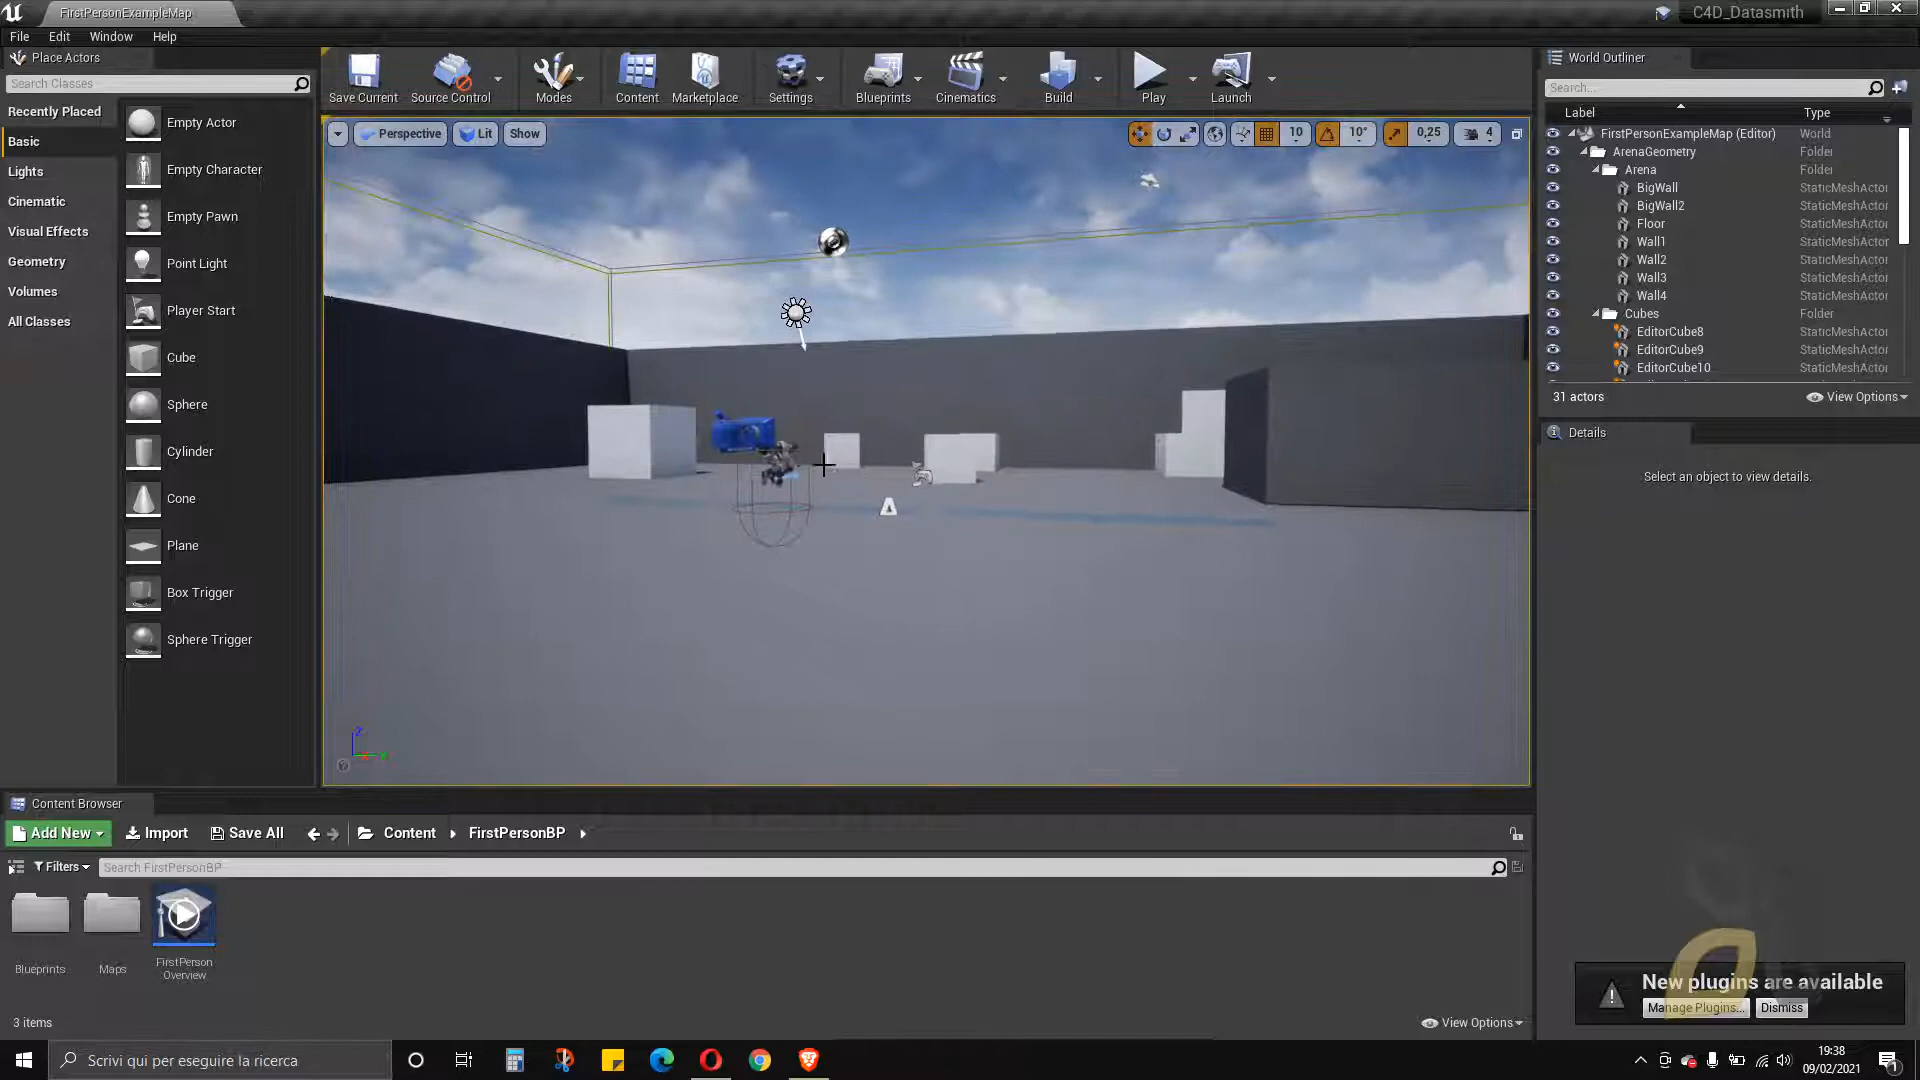 FirstPersonExampleMap
C4D_Datasmith
File Edit Window Help
Place Actors
Search Classes
Recently Placed
Basic
Lights
Cinematic
Visual Effects
Geometry
Volumes
All Classes
Empty Actor
Empty Character
Empty Pawn
Point Light
Player Start
Cube
Sphere
Cylinder
Cone
Plane
Box Trigger
Sphere Trigger
Save Current Source Control Modes Content Marketplace Settings Blueprints Cinematics Build Play Launch
Perspective Lit Show
10 10° 0,25 4
World Outliner
Search...
Label Type
FirstPersonExampleMap (Editor) World
ArenaGeometry Folder
Arena Folder
BigWall StaticMeshActor
BigWall2 StaticMeshActor
Floor StaticMeshActor
Wall1 StaticMeshActor
Wall2 StaticMeshActor
Wall3 StaticMeshActor
Wall4 StaticMeshActor
Cubes Folder
EditorCube8 StaticMeshActor
EditorCube9 StaticMeshActor
EditorCube10 StaticMeshActor
31 actors View Options
Details
Select an object to view details.
Content Browser
Add New Import Save All Content FirstPersonBP
Filters Search FirstPersonBP
Blueprints
Maps
FirstPerson
Overview
3 items View Options
New plugins are available
Manage Plugins... Dismiss
Scrivi qui per eseguire la ricerca
19:38
09/02/2021
1